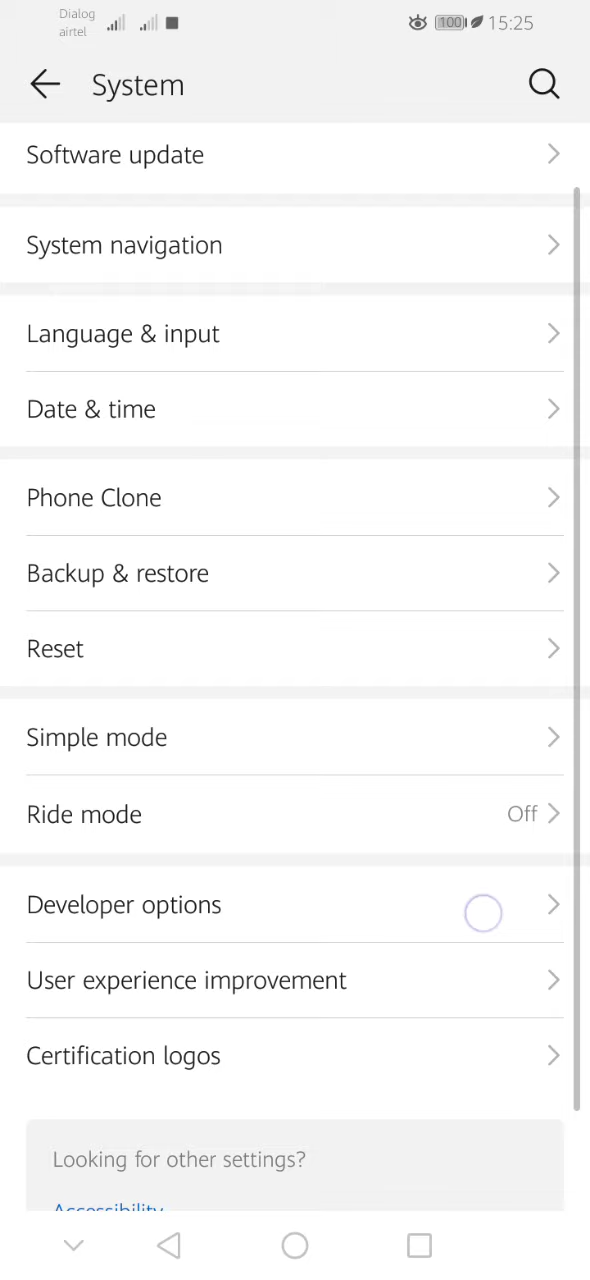 Dialog
airtel
100
15:25
System
Software update
System navigation
Language & input
Date & time
Phone Clone
Backup & restore
Reset
Simple mode
Ride mode
Off
Developer options
User experience improvement
Certification logos
Looking for other settings?
Accessibility